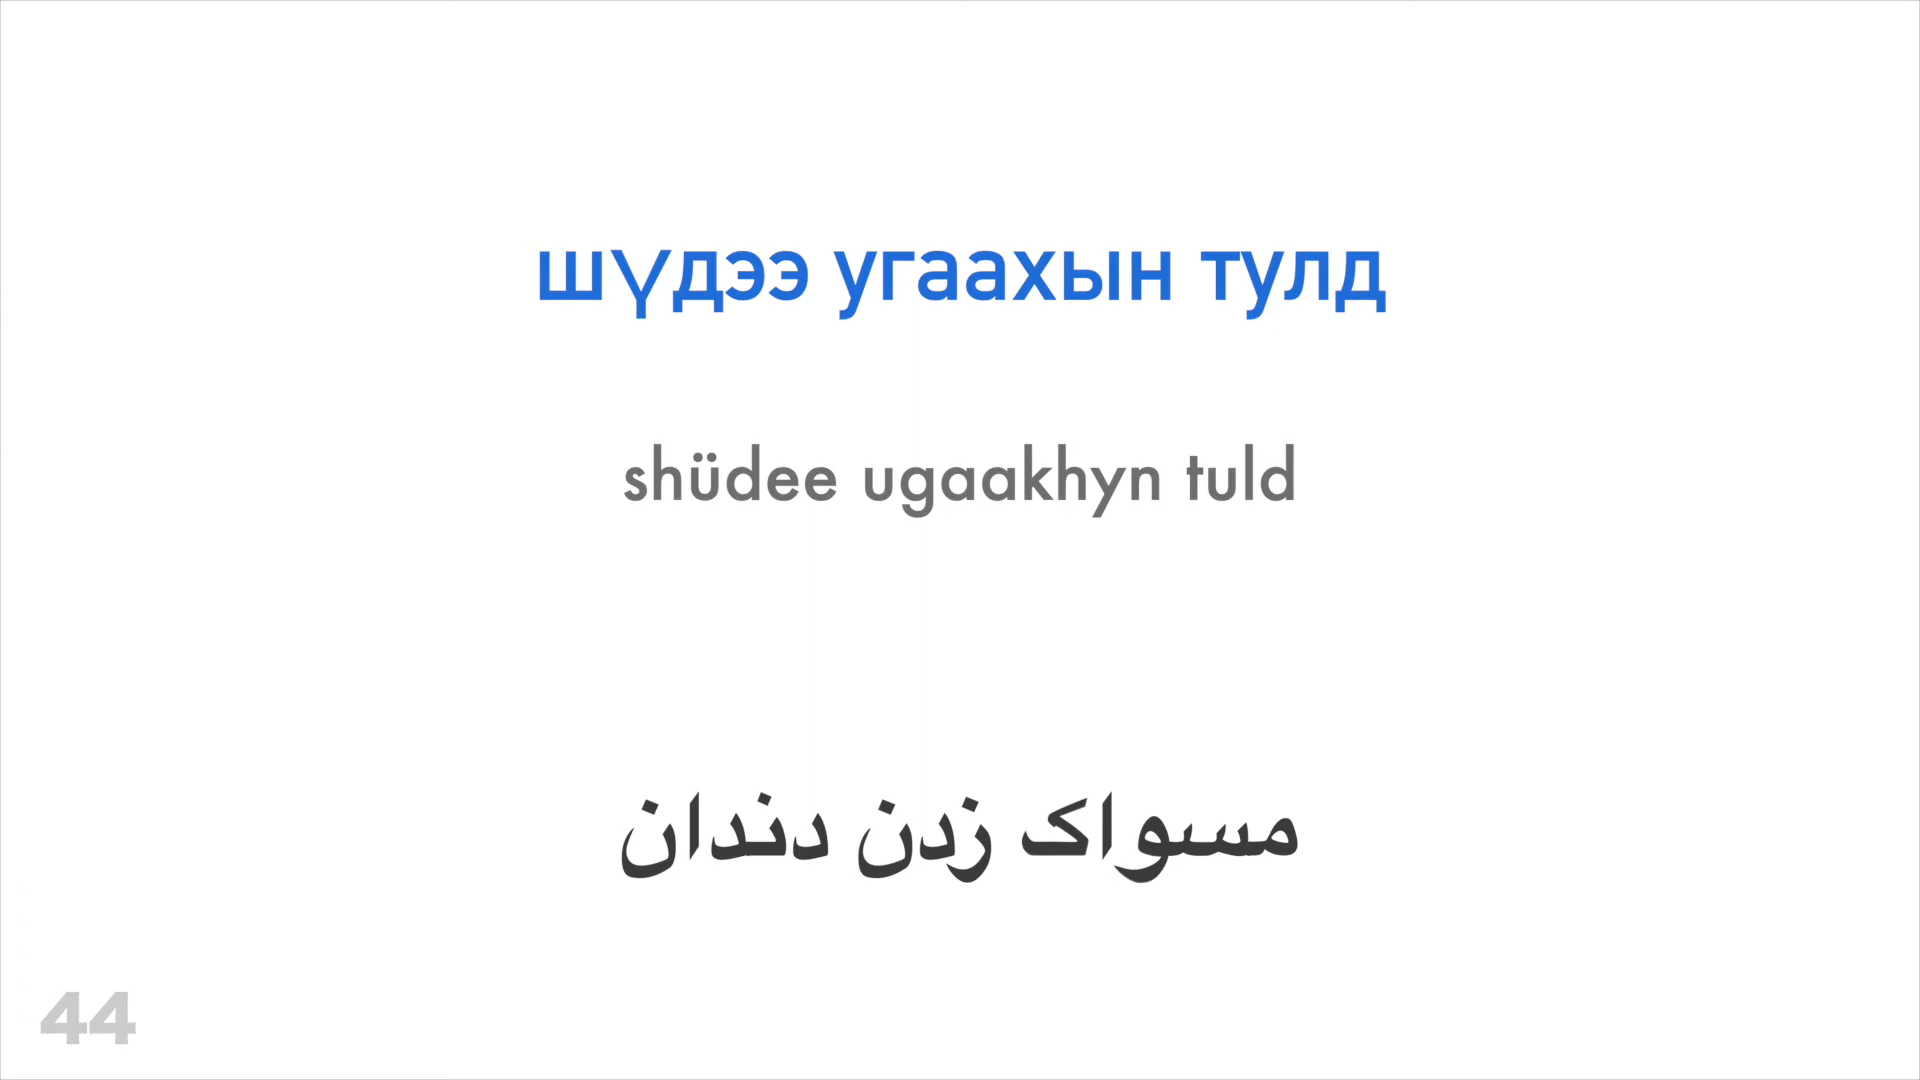 шүдээ угаахын тулд
shüdee ugaakhyn tuld
مسواک زدن دندان
44